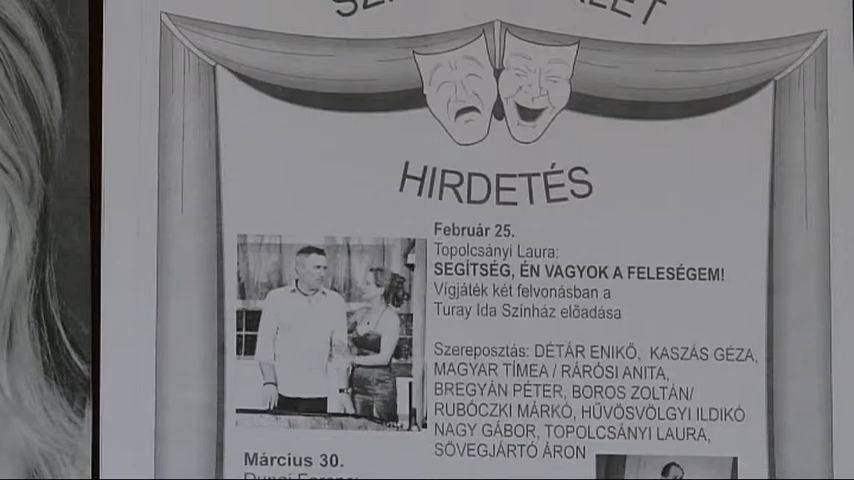 HIRDETÉS
Február 25.
Topolcsányi Laura:
SEGÍTSÉG, ÉN VAGYOK A FELESÉGEM!
Vígjáték két felvonásban a
Turay Ida Színház előadása
Szereposztás: DÉTÁR ENIKŐ, KASZÁS GÉZA,
MAGYAR TÍMEA / RÁRÓSI ANITA,
BREGYÁN PÉTER, BOROS ZOLTÁN/
RUBÓCZKI MÁRKÓ, HŰVÖSVÖLGYI ILDIKÓ
NAGY GÁBOR, TOPOLCSÁNYI LAURA,
SÖVEGJÁRTÓ ÁRON
Március 30.